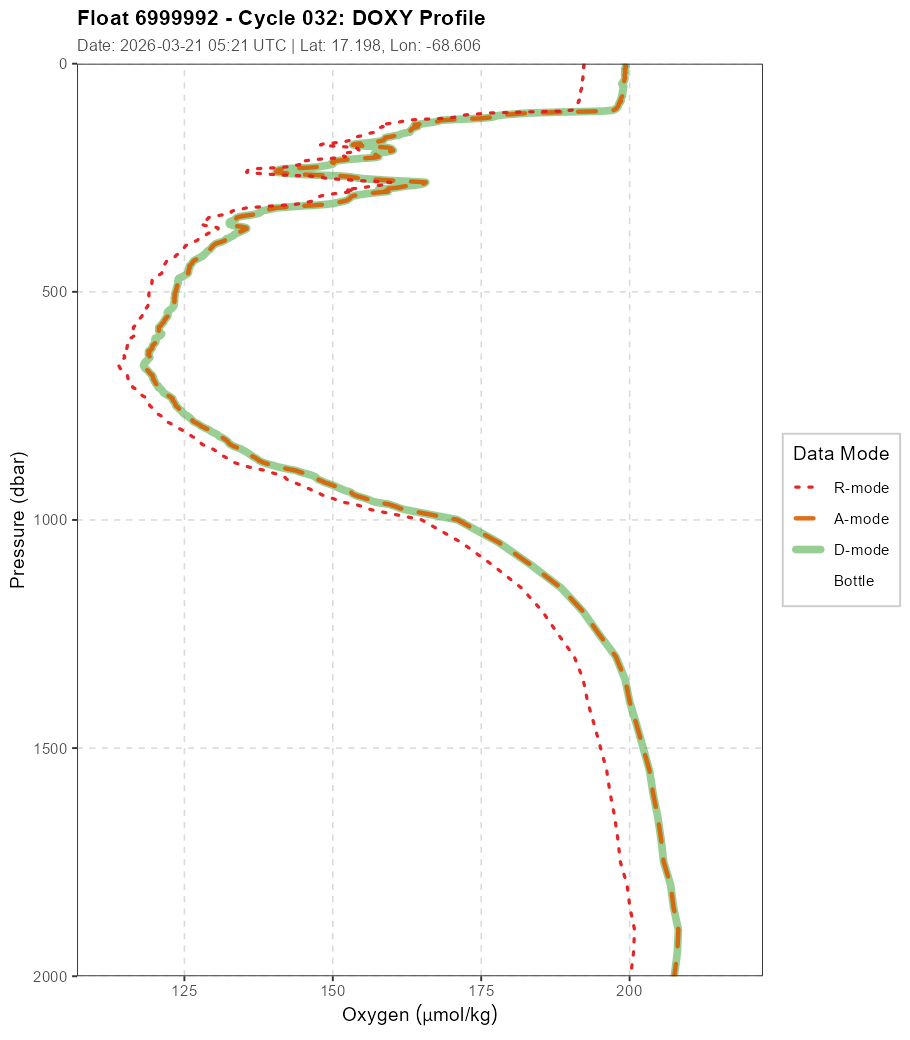 Float 6999992 - Cycle 032: DOXY Profile
Date: 2026-03-21 05:21 UTC | Lat: 17.198, Lon: -68.606
0
500
1000
1500
2000
Pressure (dbar)
125 150 175 200
Oxygen (μmol/kg)
Data Mode
R-mode
A-mode
D-mode
Bottle